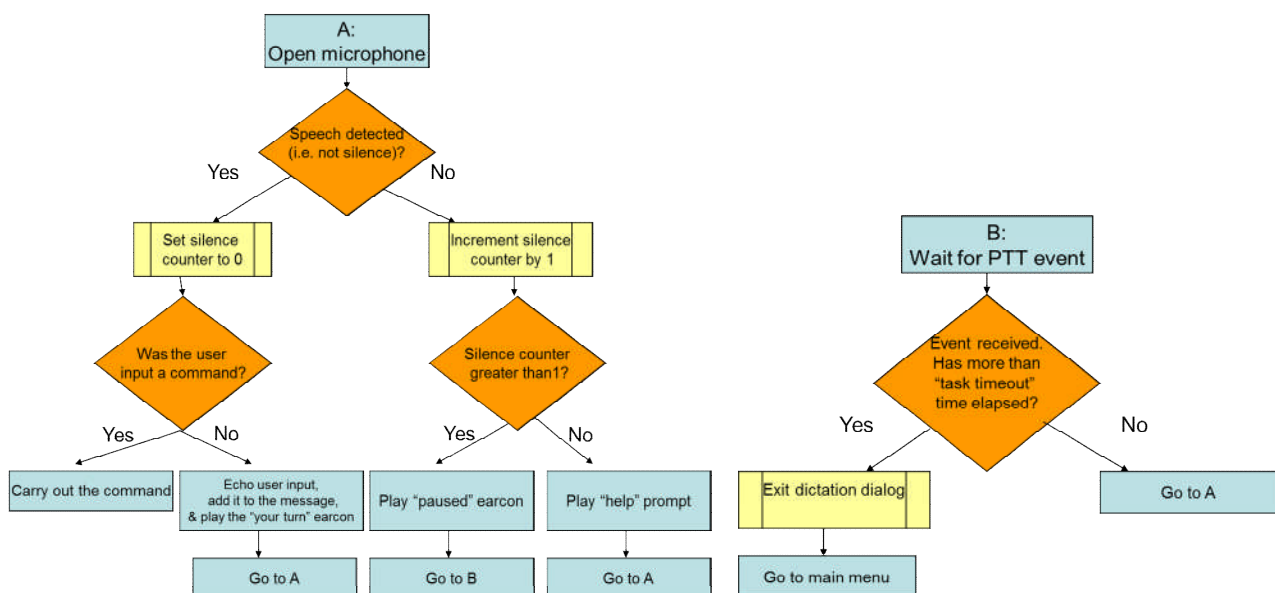 A:
Open microphone
Speech detected
(i.e. not silence)?
Yes
No
Set silence
counter to 0
Increment silence
counter by 1
Was the user
input a command?
Silence counter
greater than1?
Yes
No
Yes
No
Carry out the command
Echo user input,
add it to the message,
& play the "your turn" earcon
Play “paused” earcon
Play “help” prompt
Go to A
Go to B
Go to A
B:
Wait for PTT event
Event received.
Has more than
“task timeout”
time elapsed?
Yes
No
Exit dictation dialog
Go to A
Go to main menu